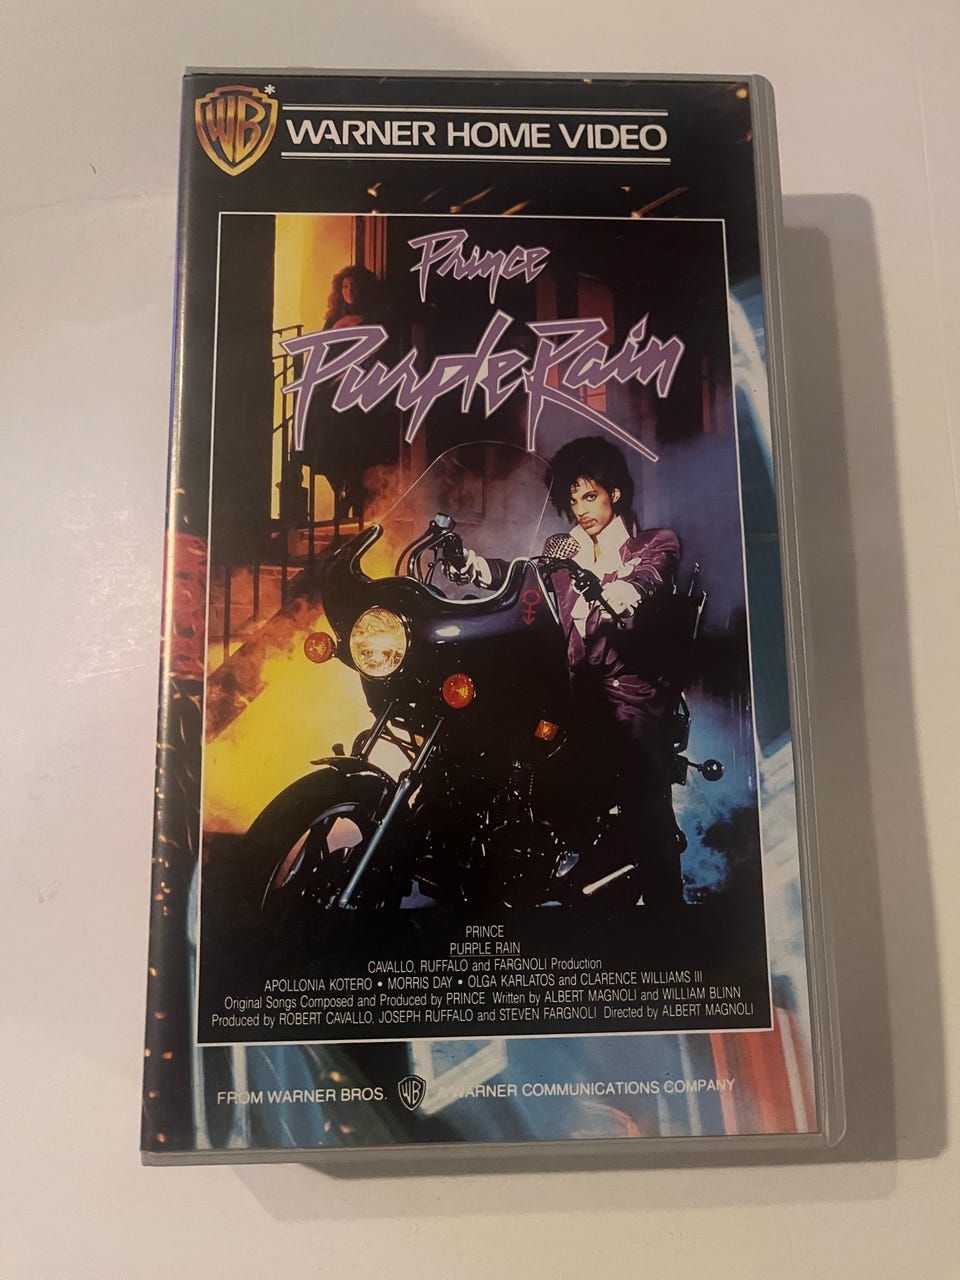 WB*
WARNER HOME VIDEO
Prince
Purple Rain
PRINCE
PURPLE RAIN
CAVALLO, RUFFALO and FARGNOLI Production
APOLLONIA KOTERO • MORRIS DAY • OLGA KARLATOS and CLARENCE WILLIAMS III
Original Songs Composed and Produced by PRINCE Written by ALBERT MAGNOLI and WILLIAM BLINN
Produced by ROBERT CAVALLO, JOSEPH RUFFALO and STEVEN FARGNOLI Directed by ALBERT MAGNOLI
FROM WARNER BROS. WB A WARNER COMMUNICATIONS COMPANY